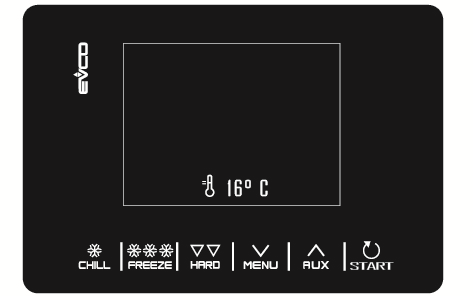 EVCO
16° C
CHILL
FREEZE
HARD
MENU
AUX
START